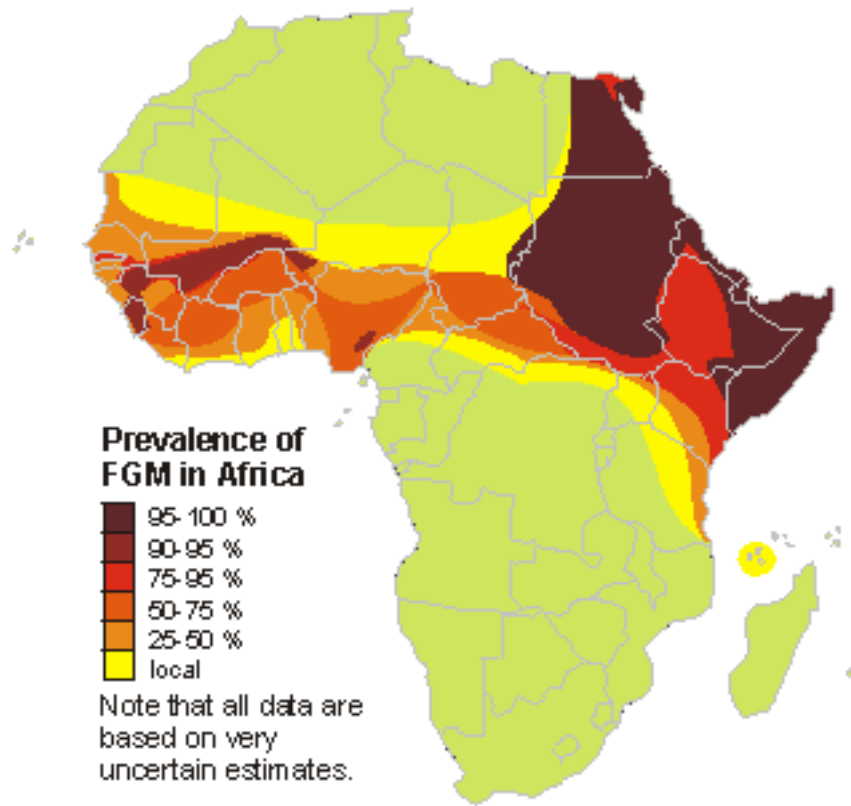 Prevalence of
FGM in Africa
95-100 %
90-95 %
75-95 %
50-75 %
25-50 %
local
Note that all data are
based on very
uncertain estimates.